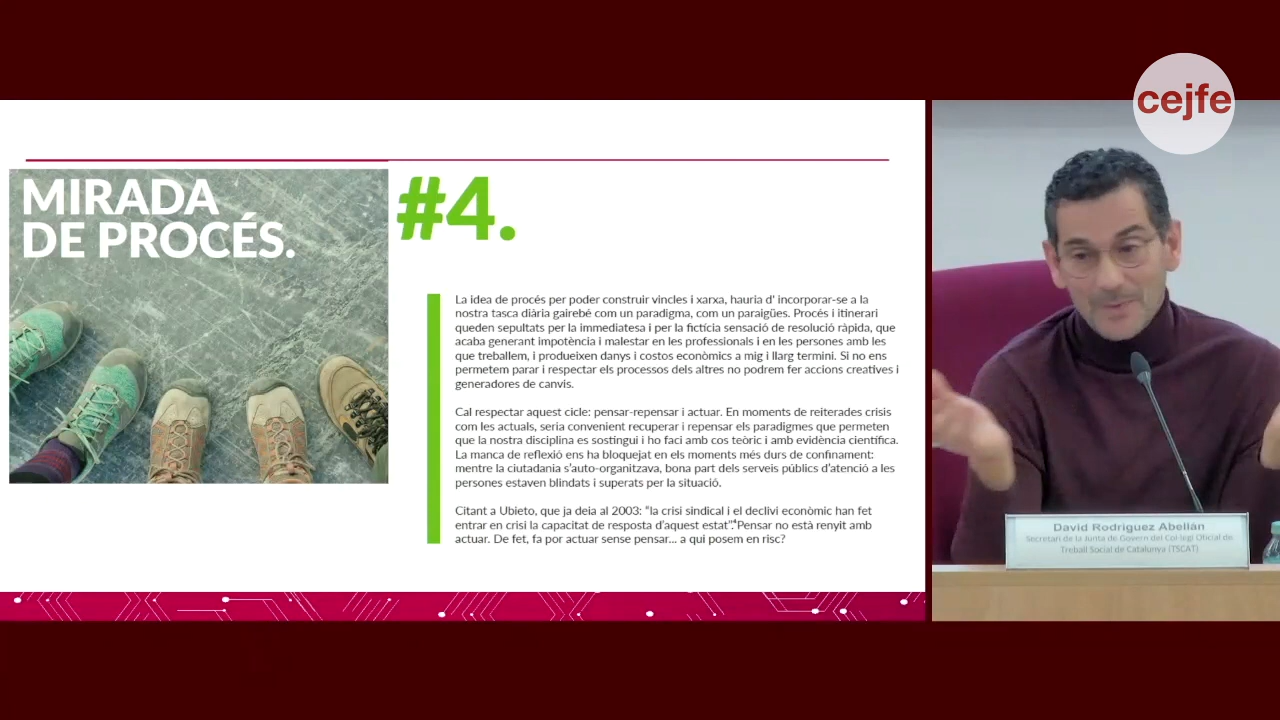 cejfe
MIRADA
DE PROCÉS.
#4.
La idea de procés per poder construir vincles i xarxa, hauria d' incorporar-se a la
nostra tasca diària gairebé com un paradigma, com un paraigües. Procés i itinerari
queden sepultats per la immediatesa i per la fictícia sensació de resolució ràpida, que
acaba generant impotència i malestar en les professionals i en les persones amb les
que treballem, i produeixen danys i costos econòmics a mig i llarg termini. Si no ens
permetem parar i respectar els processos dels altres no podrem fer accions creatives i
generadores de canvis.
Cal respectar aquest cicle: pensar-repensar i actuar. En moments de reiterades crisis
com les actuals, seria convenient recuperar i repensar els paradigmes que permeten
que la nostra disciplina es sostingui i ho faci amb cos teòric i amb evidència científica.
La manca de reflexió ens ha bloquejat en els moments més durs de confinament:
mentre la ciutadania s'auto-organitzava, bona part dels serveis públics d'atenció a les
persones estaven blindats i superats per la situació.
Citant a Ubieto, que ja deia al 2003: “la crisi sindical i el declivi econòmic han fet
entrar en crisi la capacitat de resposta d'aquest estat”.⁴Pensar no està renyit amb
actuar. De fet, fa por actuar sense pensar... a qui posem en risc?
David Rodríguez Abellán
Secretari de la Junta de Govern del Col·legi Oficial de
Treball Social de Catalunya (TSCAT)